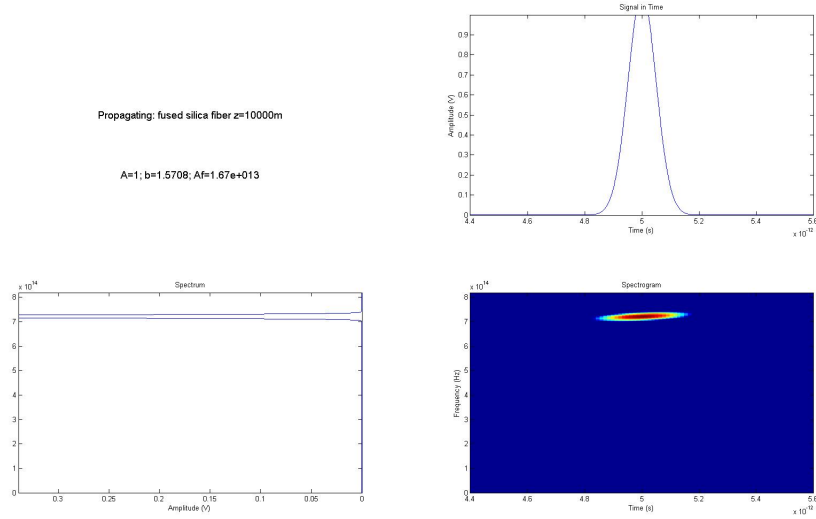 Signal in Time
0.9
0.8
0.7
0.6
0.5
0.4
0.3
0.2
0.1
0
Amplitude (V)
4.4 4.6 4.8 5 5.2 5.4 5.6
Time (s)
x 10^-12
Propagating: fused silica fiber z=10000m
A=1; b=1.5708; Af=1.67e+013
Spectrum
x 10^14
8
7
6
5
4
3
2
1
0
0.3 0.25 0.2 0.15 0.1 0.05 0
Amplitude (V)
Spectrogram
x 10^14
8
7
6
5
4
3
2
1
0
Frequency (Hz)
4.4 4.6 4.8 5 5.2 5.4 5.6
Time (s)
x 10^-12